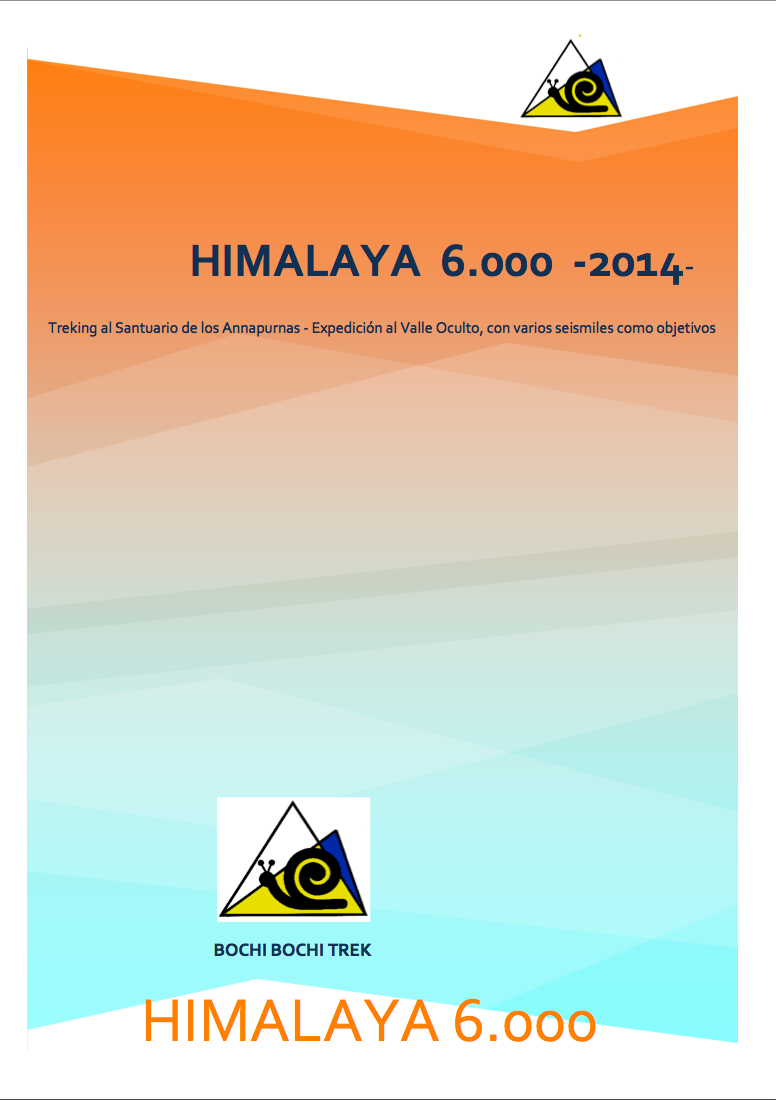 HIMALAYA 6.000 -2014-
Treking al Santuario de los Annapurnas - Expedición al Valle Oculto, con varios seismiles como objetivos
BOCHI BOCHI TREK
HIMALAYA 6.000